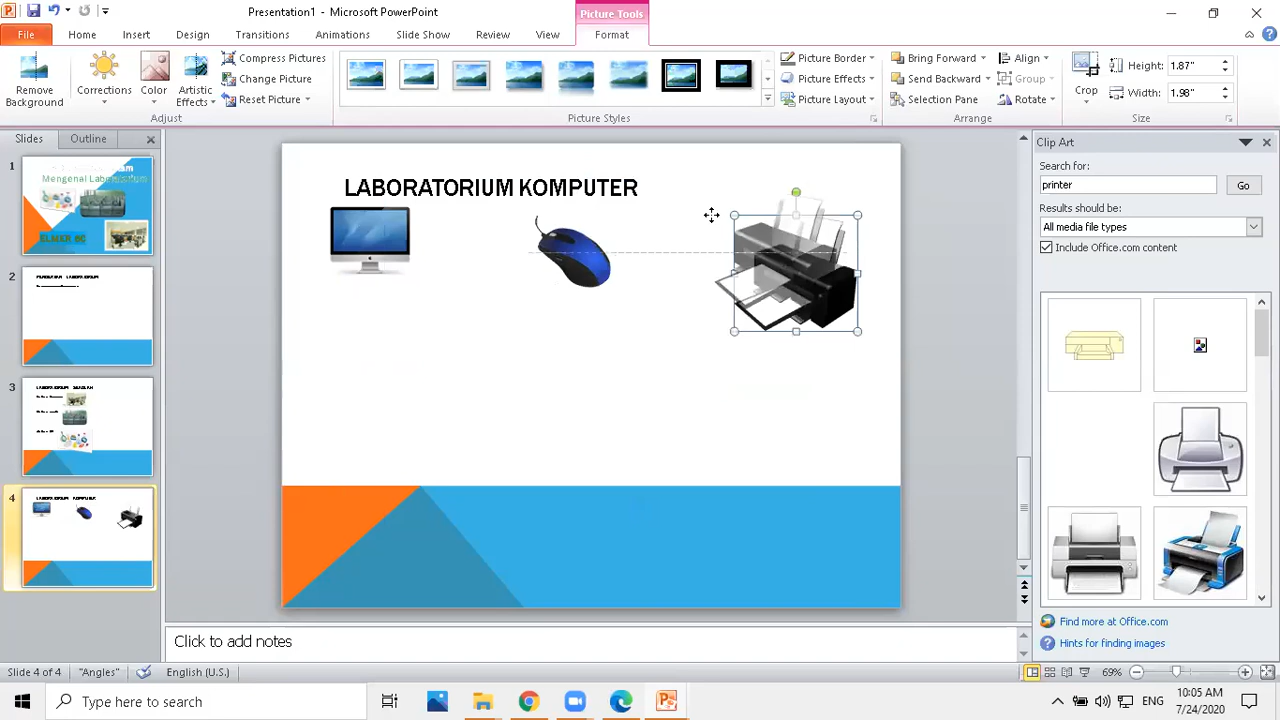 Presentation1 - Microsoft PowerPoint
Picture Tools
File Home Insert Design Transitions Animations Slide Show Review View Format
Remove Background
Corrections
Color
Artistic Effects
Compress Pictures
Change Picture
Reset Picture
Adjust
Picture Styles
Picture Border
Picture Effects
Picture Layout
Bring Forward
Send Backward
Selection Pane
Align
Group
Rotate
Arrange
Crop
Height: 1.87"
Width: 1.98"
Size
Slides Outline
1
Mengenal Laboratorium
2
3
4
LABORATORIUM KOMPUTER
Clip Art
Search for:
printer Go
Results should be:
All media file types
Include Office.com content
Find more at Office.com
Hints for finding images
Click to add notes
Slide 4 of 4 "Angles" English (U.S.) 69%
Type here to search
ENG
10:05 AM
7/24/2020